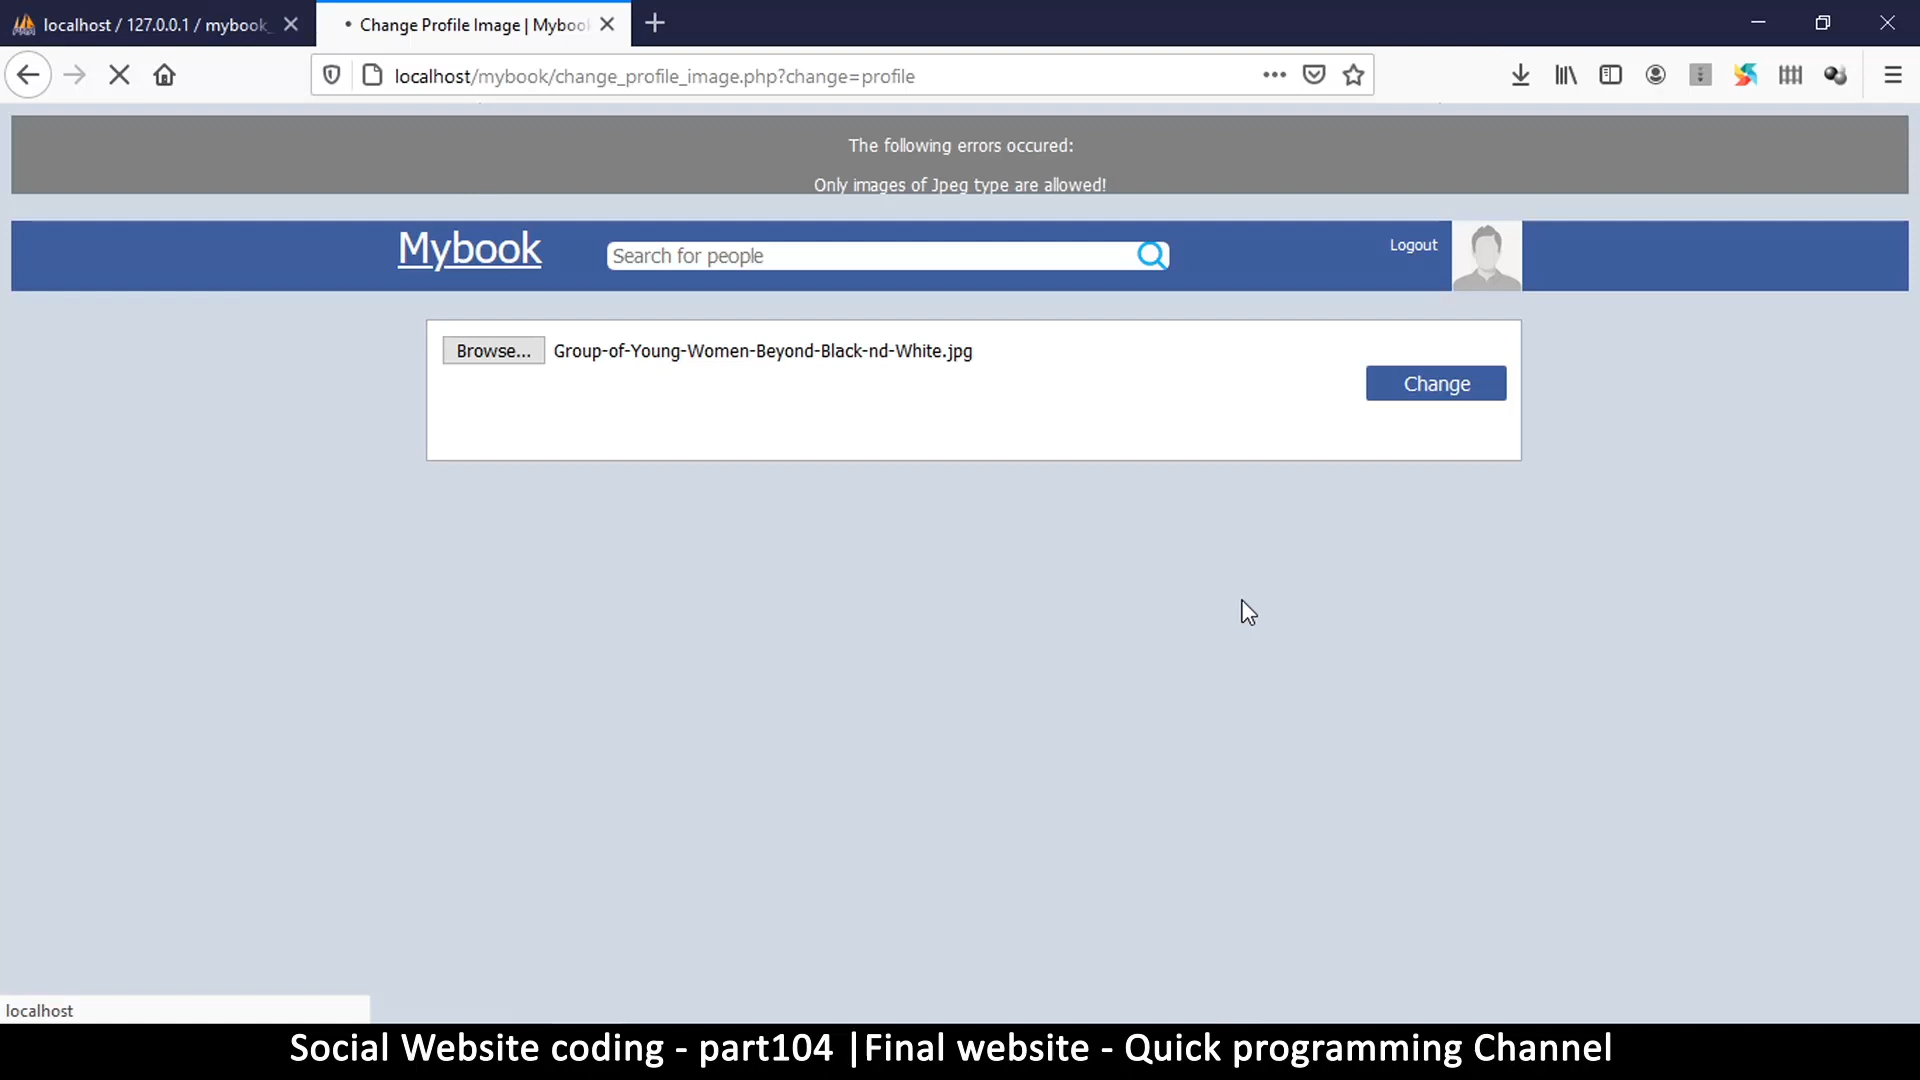 localhost / 127.0.0.1 / mybook_
Change Profile Image | Myboo
localhost/mybook/change_profile_image.php?change=profile
The following errors occured:
Only images of Jpeg type are allowed!
Mybook
Search for people
Logout
Browse... Group-of-Young-Women-Beyond-Black-nd-White.jpg
Change
localhost
Social Website coding - part104 |Final website - Quick programming Channel